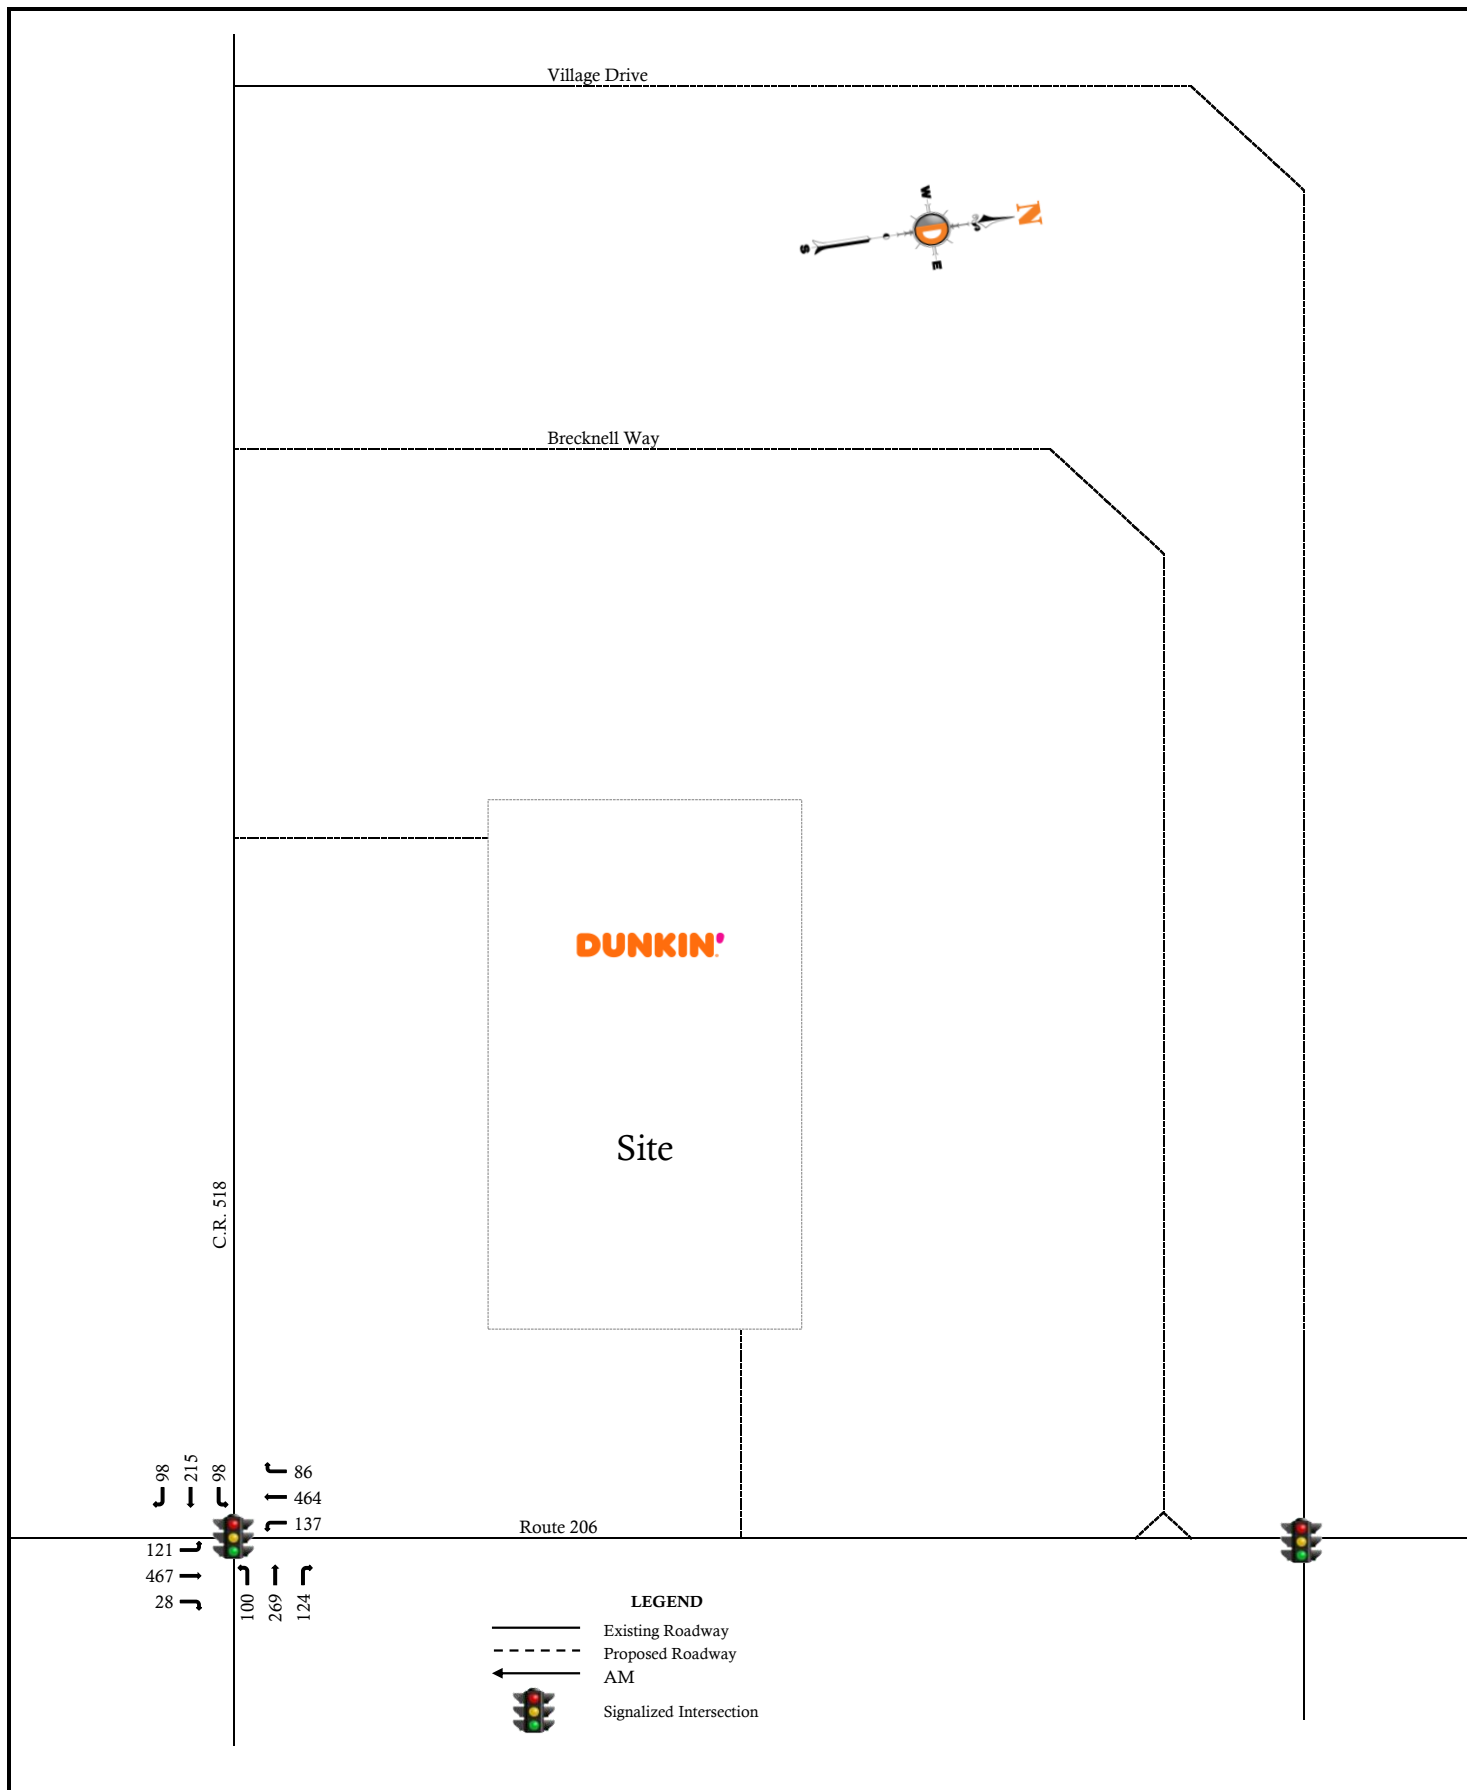 Village Drive
W
N
S
D
E
Brecknell Way
DUNKIN'
Site
C.R. 518
98
215
98
86
464
137
Route 206
121
467
28
100
269
124
LEGEND
Existing Roadway
Proposed Roadway
AM
Signalized Intersection